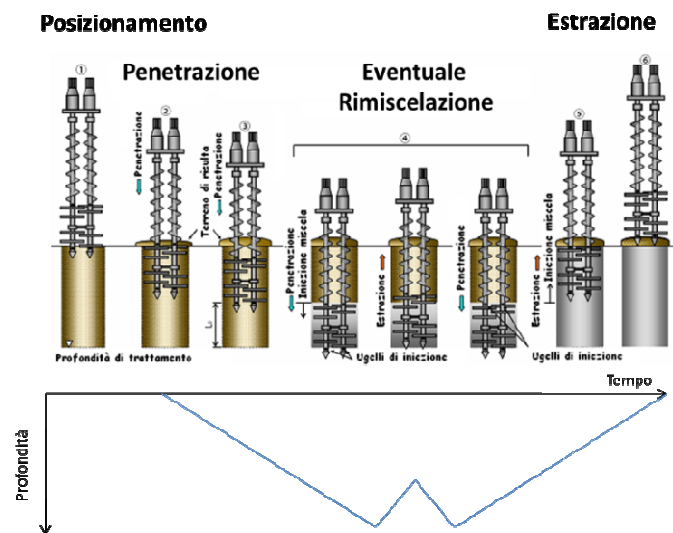 Posizionamento
Estrazione
Penetrazione
Eventuale
Rimiscelazione
①
②
③
④
⑤
⑥
Penetrazione
Terreno di risulta
Penetrazione
Penetrazione
Iniezione miscela
Estrazione
Penetrazione
Estrazione
Iniezione miscela
Profondità di trattamento
Ugelli di iniezione
Ugelli di iniezione
Tempo
Profondità